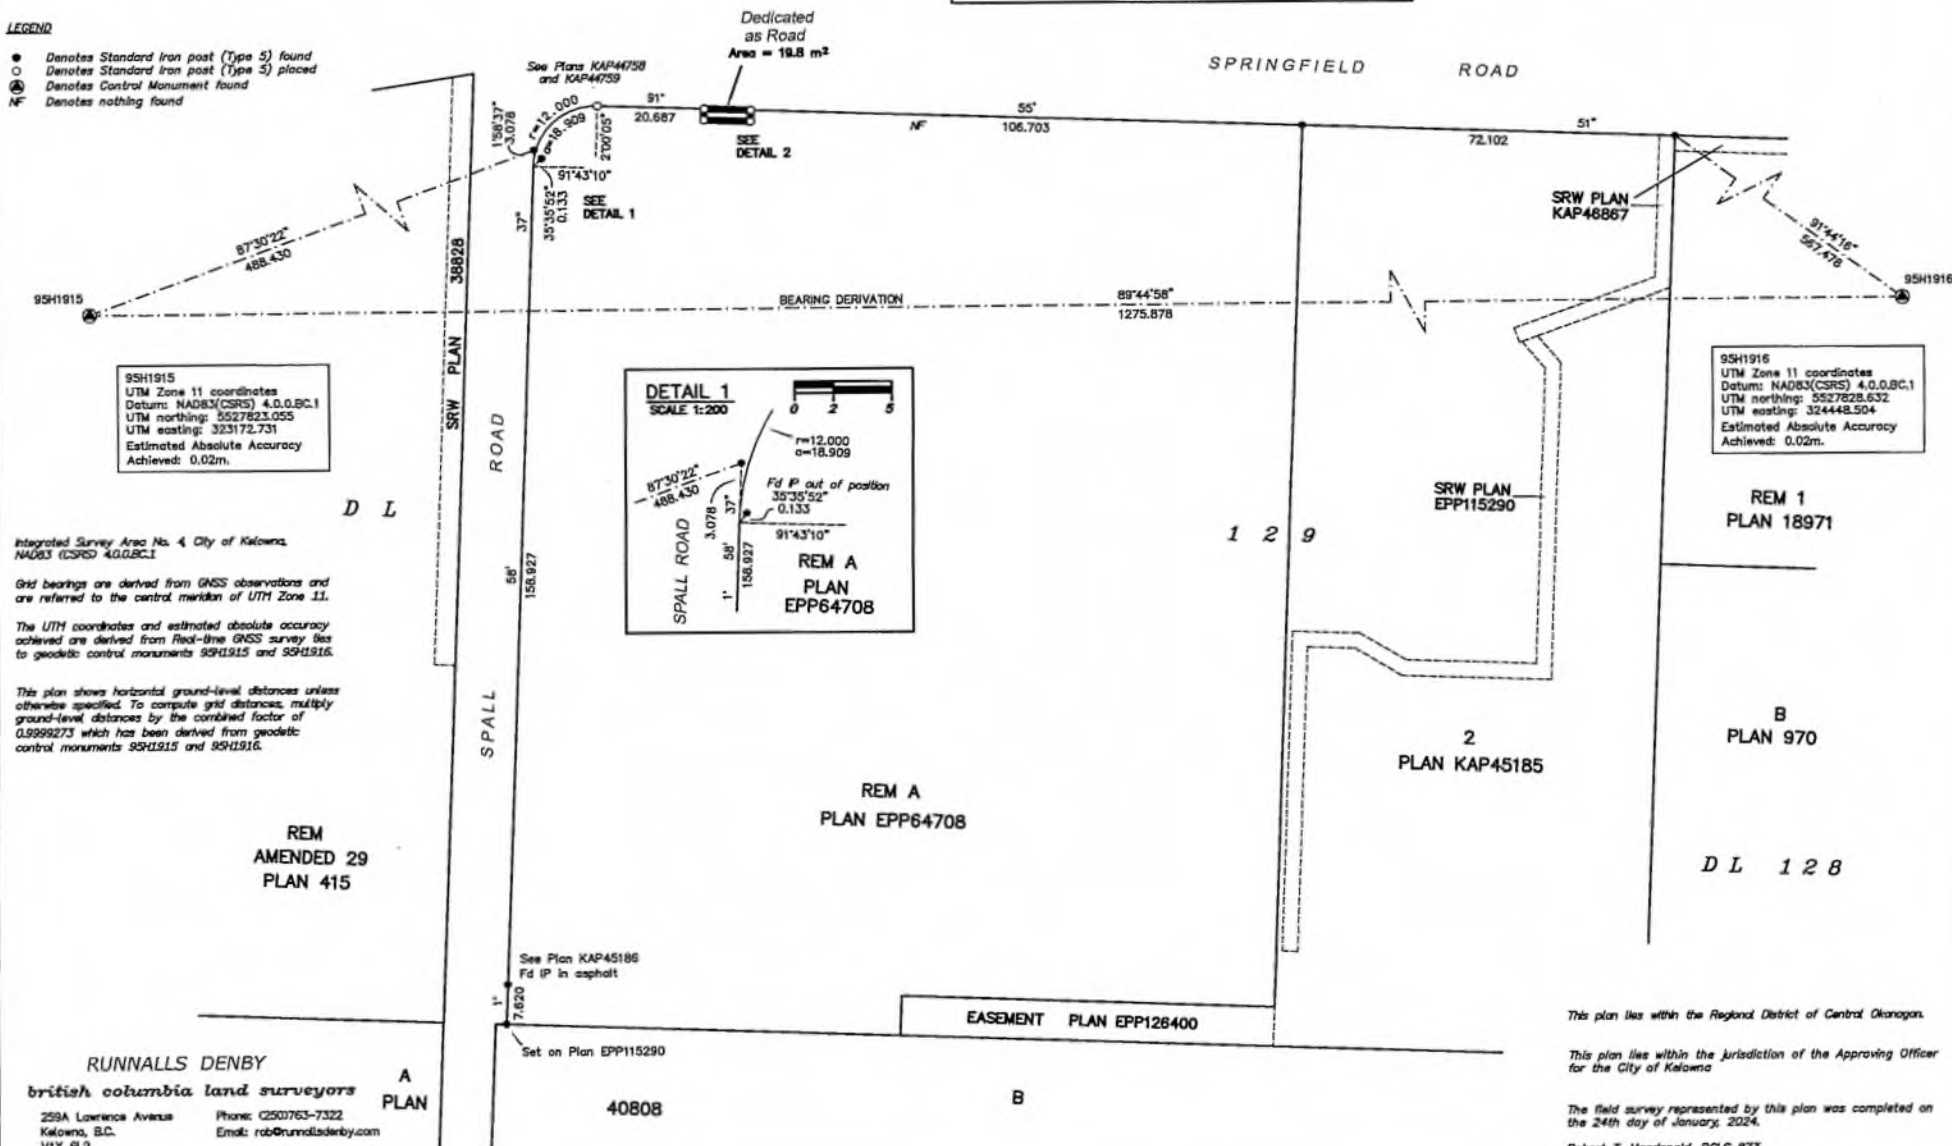 LEGEND
Denotes Standard Iron post (Type 5) found
Denotes Standard Iron post (Type 5) placed
Denotes Control Monument found
NF Denotes nothing found
See Plans KAP44758
and KAP44759
Dedicated
as Road
Area = 19.8 m²
SPRINGFIELD ROAD
1°58'37"
3.078
r=12.000
a=18.909
2°00'05"
91°
20.687
SEE
DETAIL 2
NF
55'
106.703
51"
72.102
91°43'10"
35°35'52"
0.133
SEE
DETAIL 1
37"
SRW PLAN
KAP46867
87°30'22"
488.430
91°44'16"
567.478
95H1915
95H1916
BEARING DERIVATION
89°44'58"
1275.878
SRW PLAN 38828
95H1915
UTM Zone 11 coordinates
Datum: NAD83(CSRS) 4.0.0.BC.1
UTM northing: 5527823.055
UTM easting: 323172.731
Estimated Absolute Accuracy
Achieved: 0.02m.
95H1916
UTM Zone 11 coordinates
Datum: NAD83(CSRS) 4.0.0.BC.1
UTM northing: 5527828.632
UTM easting: 324448.504
Estimated Absolute Accuracy
Achieved: 0.02m.
DETAIL 1
SCALE 1:200
0 2 5
r=12.000
a=18.909
87°30'22"
488.430
Fd IP out of position
35°35'52"
0.133
3.078
37"
91°43'10"
58'
1°
158.927
SPALL ROAD
REM A
PLAN
EPP64708
D L
1 2 9
SRW PLAN
EPP115290
REM 1
PLAN 18971
Integrated Survey Area No. 4, City of Kelowna,
NAD83 (CSRS) 4.0.0.BC.1
Grid bearings are derived from GNSS observations and
are referred to the central meridian of UTM Zone 11.
The UTM coordinates and estimated absolute accuracy
achieved are derived from Real-time GNSS survey ties
to geodetic control monuments 95H1915 and 95H1916.
This plan shows horizontal ground-level distances unless
otherwise specified. To compute grid distances, multiply
ground-level distances by the combined factor of
0.9999273 which has been derived from geodetic
control monuments 95H1915 and 95H1916.
58'
158.927
SPALL ROAD
REM A
PLAN EPP64708
2
PLAN KAP45185
B
PLAN 970
REM
AMENDED 29
PLAN 415
D L 1 2 8
See Plan KAP45186
Fd IP in asphalt
1°
7.620
EASEMENT PLAN EPP126400
Set on Plan EPP115290
RUNNALLS DENBY
british columbia land surveyors
259A Lawrence Avenue Phone: (250)763-7322
Kelowna, B.C. Email: rob@runnallsdenby.com
A
PLAN
40808
B
This plan lies within the Regional District of Central Okanagan.
This plan lies within the jurisdiction of the Approving Officer
for the City of Kelowna
The field survey represented by this plan was completed on
the 24th day of January, 2024.